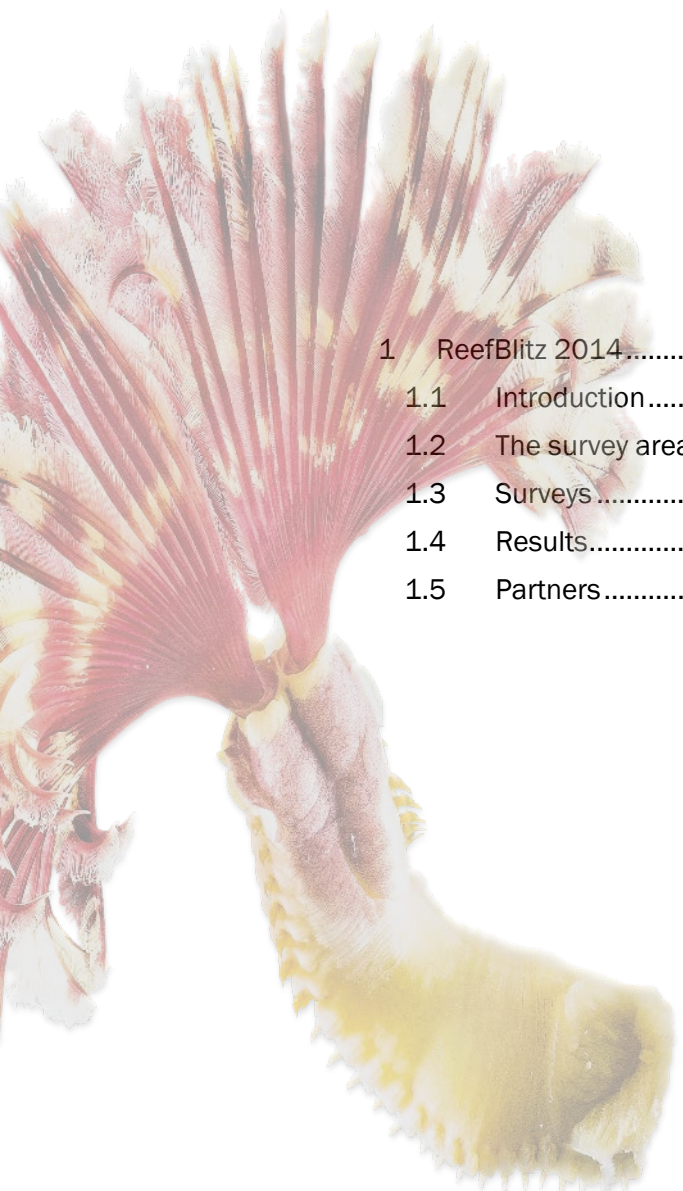 1 ReefBlitz 2014........
1.1 Introduction.....
1.2 The survey area
1.3 Surveys............
1.4 Results.............
1.5 Partners...........